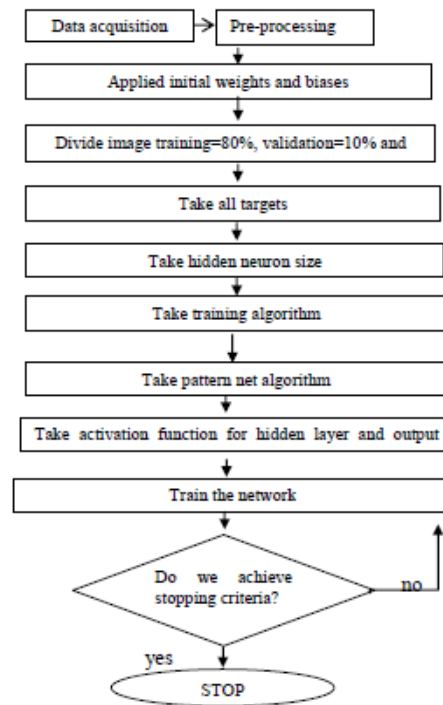 Data acquisition
Pre-processing
Applied initial weights and biases
Divide image training=80%, validation=10% and
Take all targets
Take hidden neuron size
Take training algorithm
Take pattern net algorithm
Take activation function for hidden layer and output
Train the network
Do we achieve
stopping criteria?
no
yes
STOP